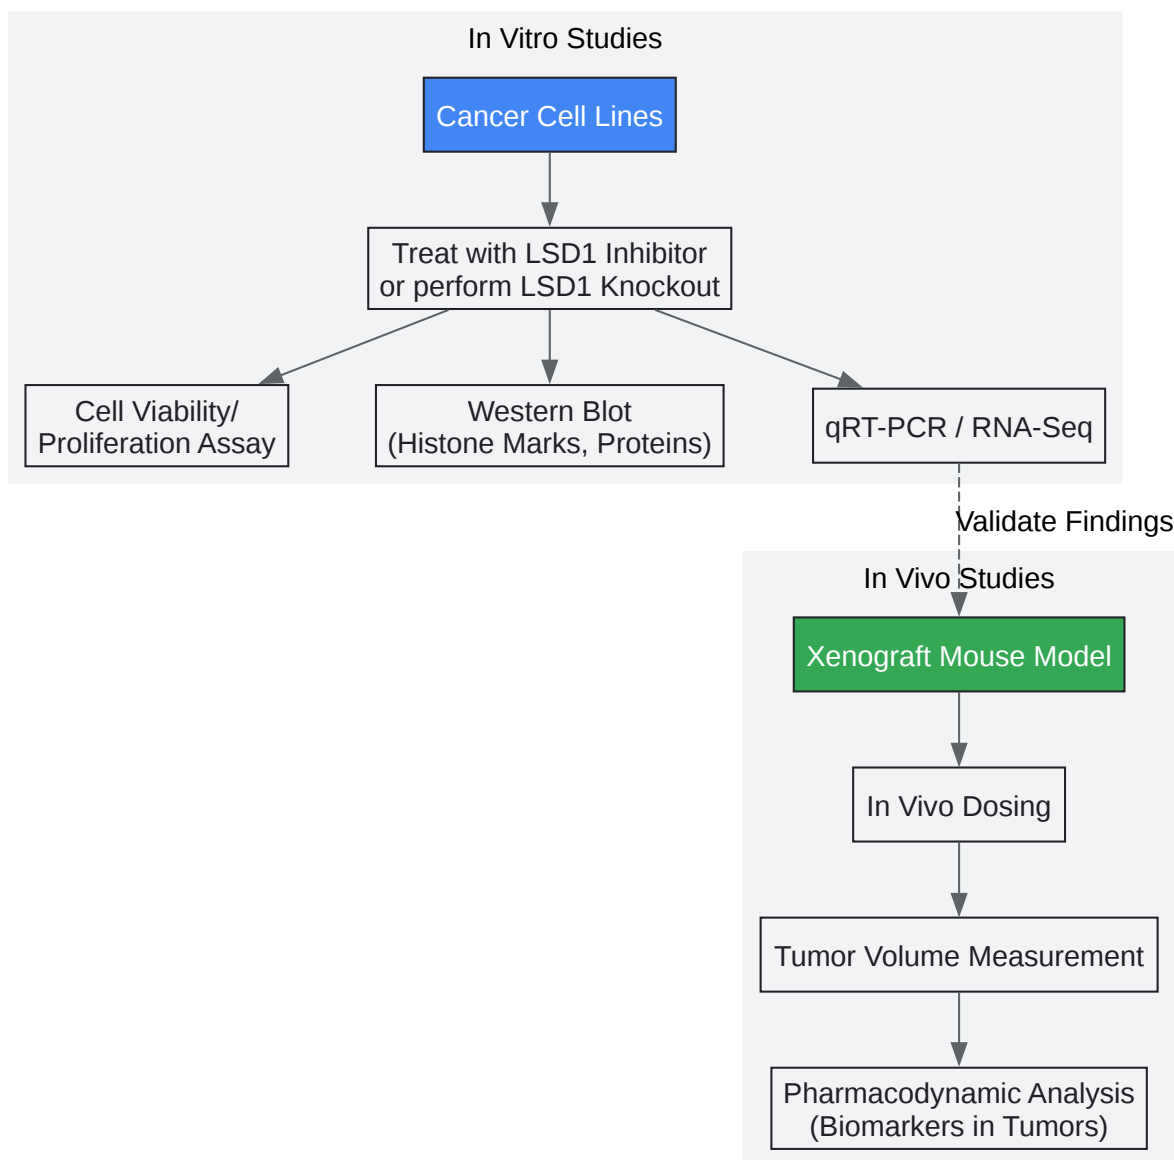 In Vitro Studies
Cancer Cell Lines
Treat with LSD1 Inhibitor
or perform LSD1 Knockout
Cell Viability/
Proliferation Assay
Western Blot
(Histone Marks, Proteins)
qRT-PCR / RNA-Seq
Validate Findings
In Vivo Studies
Xenograft Mouse Model
In Vivo Dosing
Tumor Volume Measurement
Pharmacodynamic Analysis
(Biomarkers in Tumors)